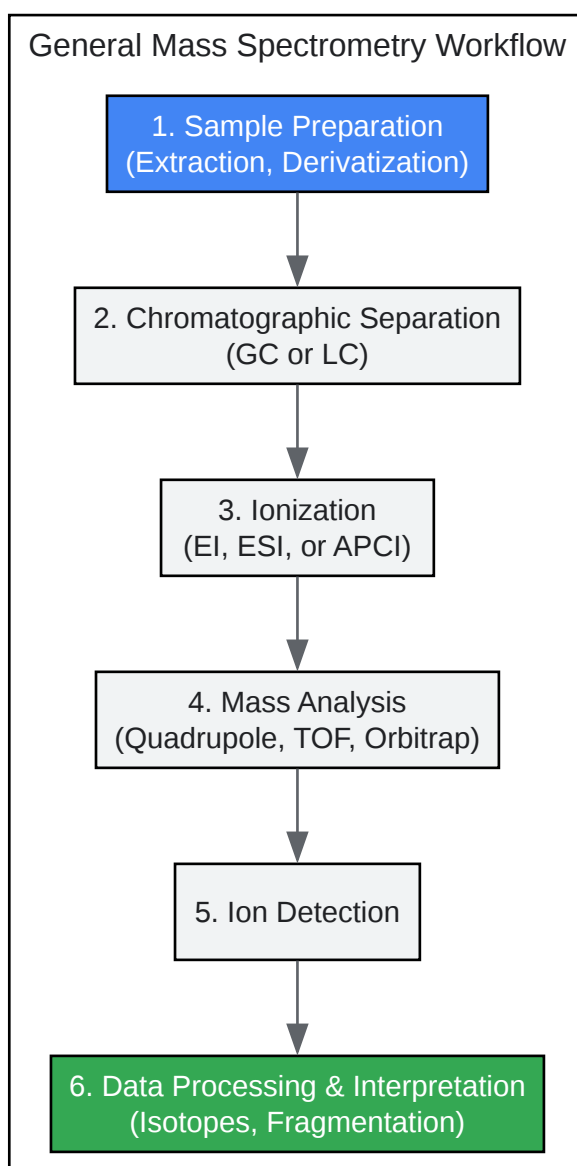 General Mass Spectrometry Workflow
1. Sample Preparation
(Extraction, Derivatization)
2. Chromatographic Separation
(GC or LC)
3. Ionization
(EI, ESI, or APCI)
4. Mass Analysis
(Quadrupole, TOF, Orbitrap)
5. Ion Detection
6. Data Processing & Interpretation
(Isotopes, Fragmentation)